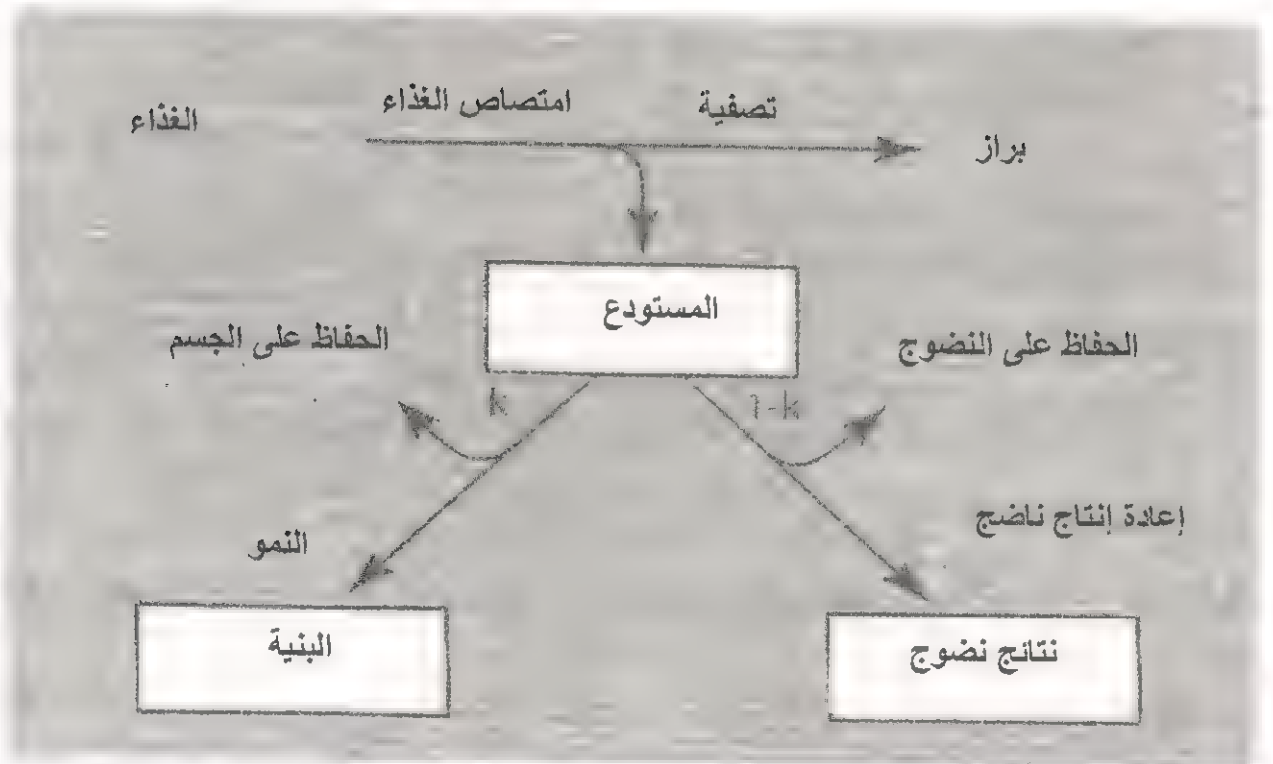 الغذاء
امتصاص الغذاء
تصفية
براز
المستودع
الحفاظ على الجسم
الحفاظ على النضوج
k
1-k
النمو
إعادة إنتاج ناضج
البنية
نتائج نضوج